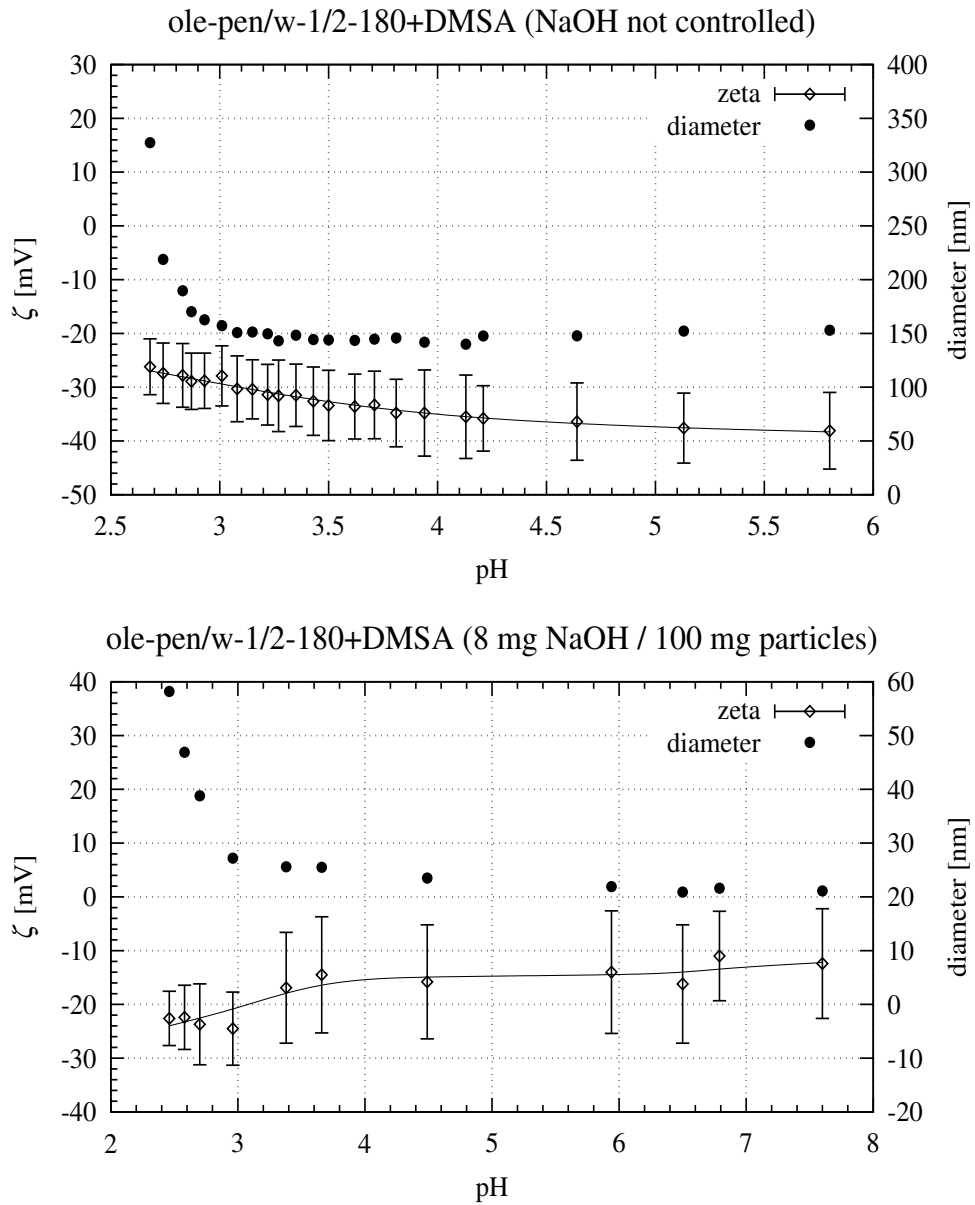 ole-pen/w-1/2-180+DMSA (NaOH not controlled)
30
20
10
0
-10
-20
-30
-40
-50
ζ [mV]
400
350
300
250
200
150
100
50
0
diameter [nm]
zeta
diameter
2.5 3 3.5 4 4.5 5 5.5 6
pH
ole-pen/w-1/2-180+DMSA (8 mg NaOH / 100 mg particles)
40
30
20
10
0
-10
-20
-30
-40
ζ [mV]
60
50
40
30
20
10
0
-10
-20
diameter [nm]
zeta
diameter
2 3 4 5 6 7 8
pH